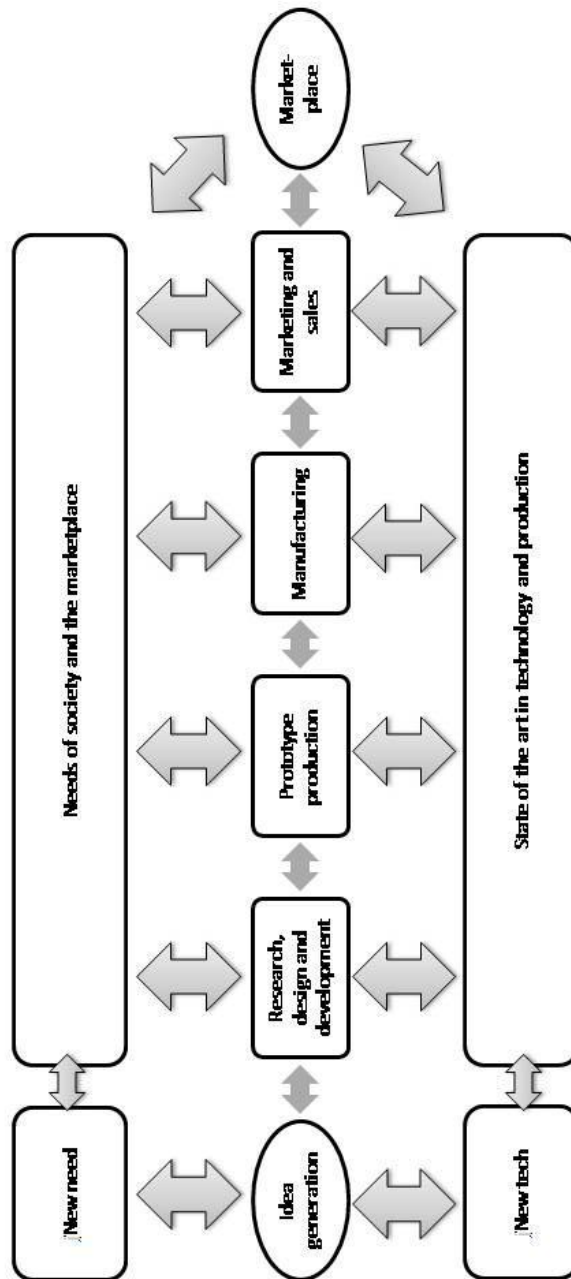 New need
Needs of society and the marketplace
Idea
generation
Research,
design and
development
Prototype
production
Manufacturing
Marketing and
sales
Market-
place
New tech
State of the art in technology and production